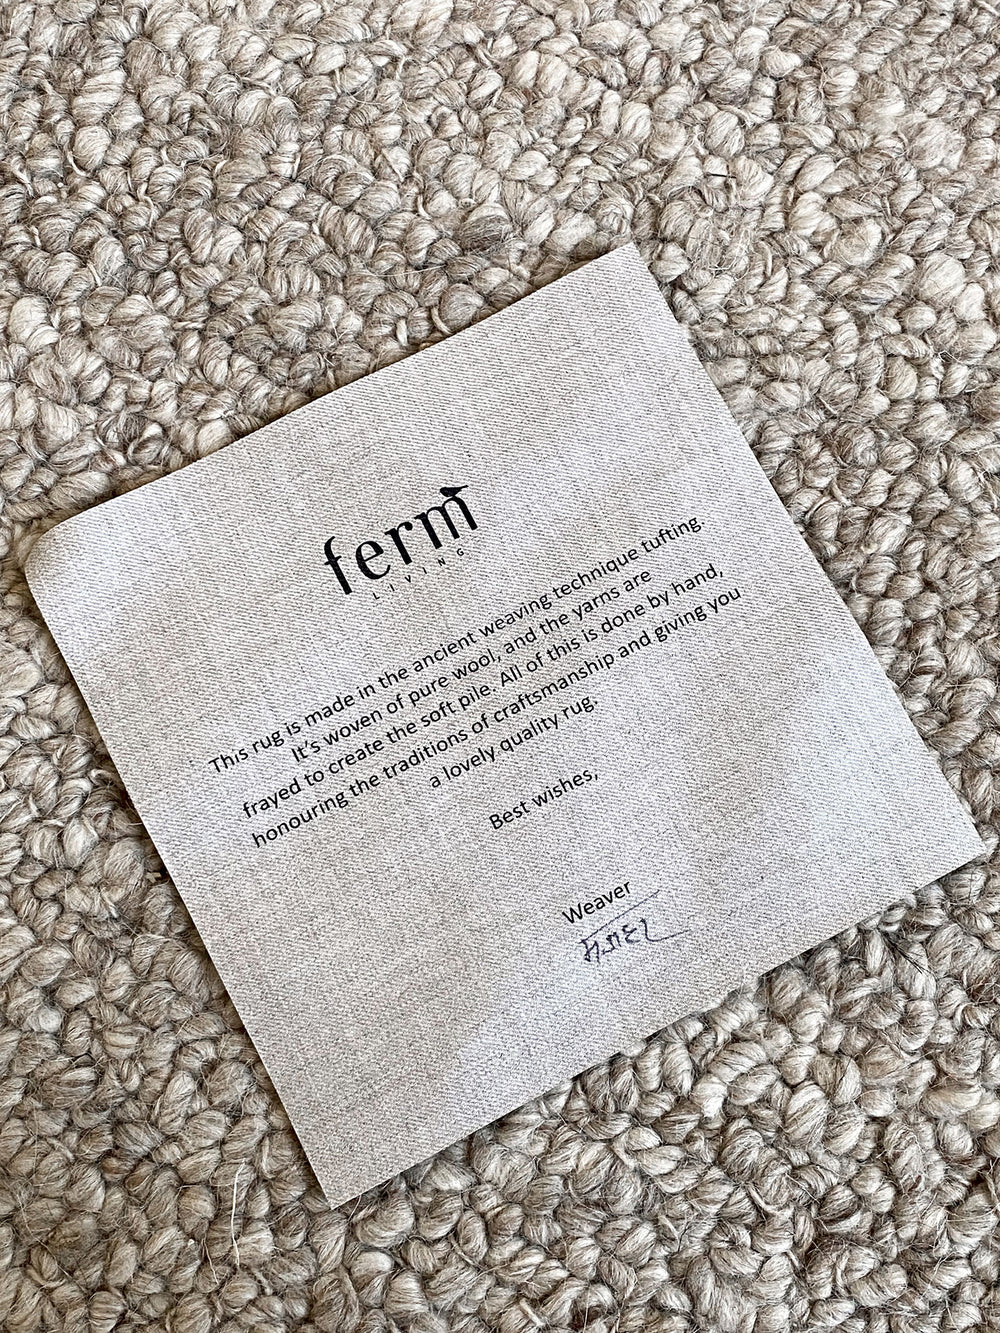 ferm
LIVING
This rug is made in the ancient weaving technique tufting.
It's woven of pure wool, and the yarns are
frayed to create the soft pile. All of this is done by hand,
honouring the traditions of craftsmanship and giving you
a lovely quality rug.
Best wishes,
Weaver